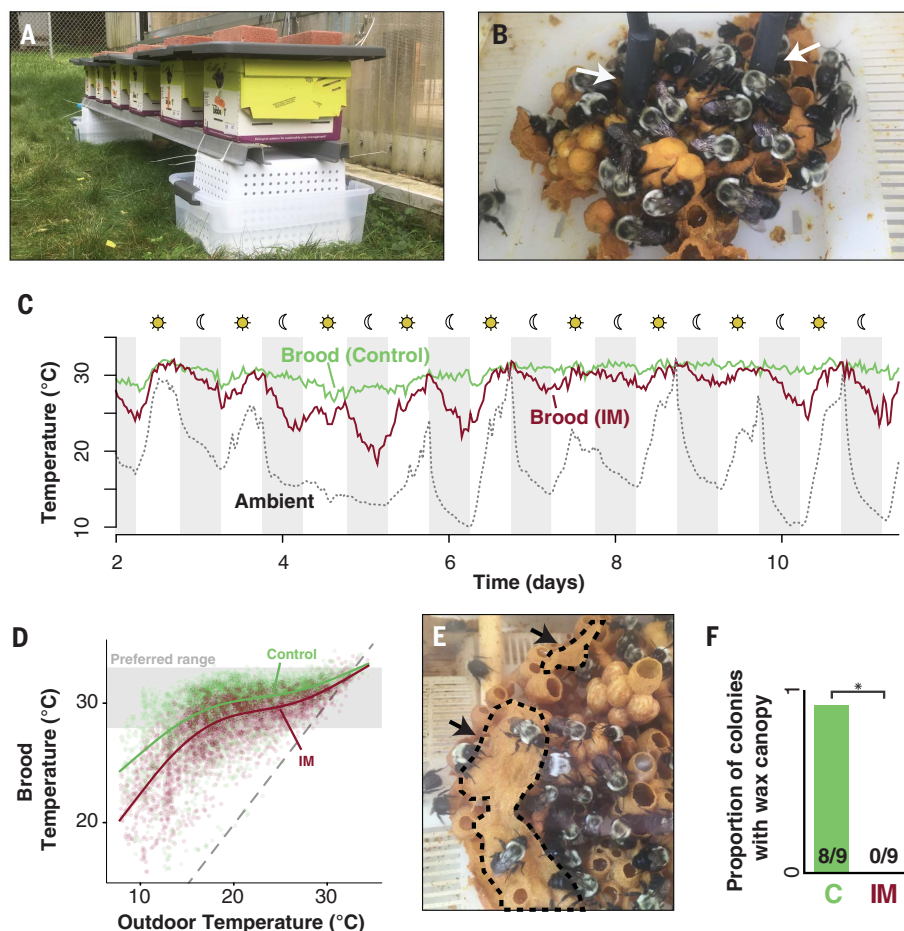 A
B
C
Temperature (°C)
30
20
10
Brood (Control)
Brood (IM)
Ambient
2
4
6
8
10
Time (days)
D
Brood
Temperature (°C)
30
20
Preferred range
Control
IM
10
20
30
Outdoor Temperature (°C)
E
F
Proportion of colonies
with wax canopy
1
0
*
8/9
0/9
C
IM